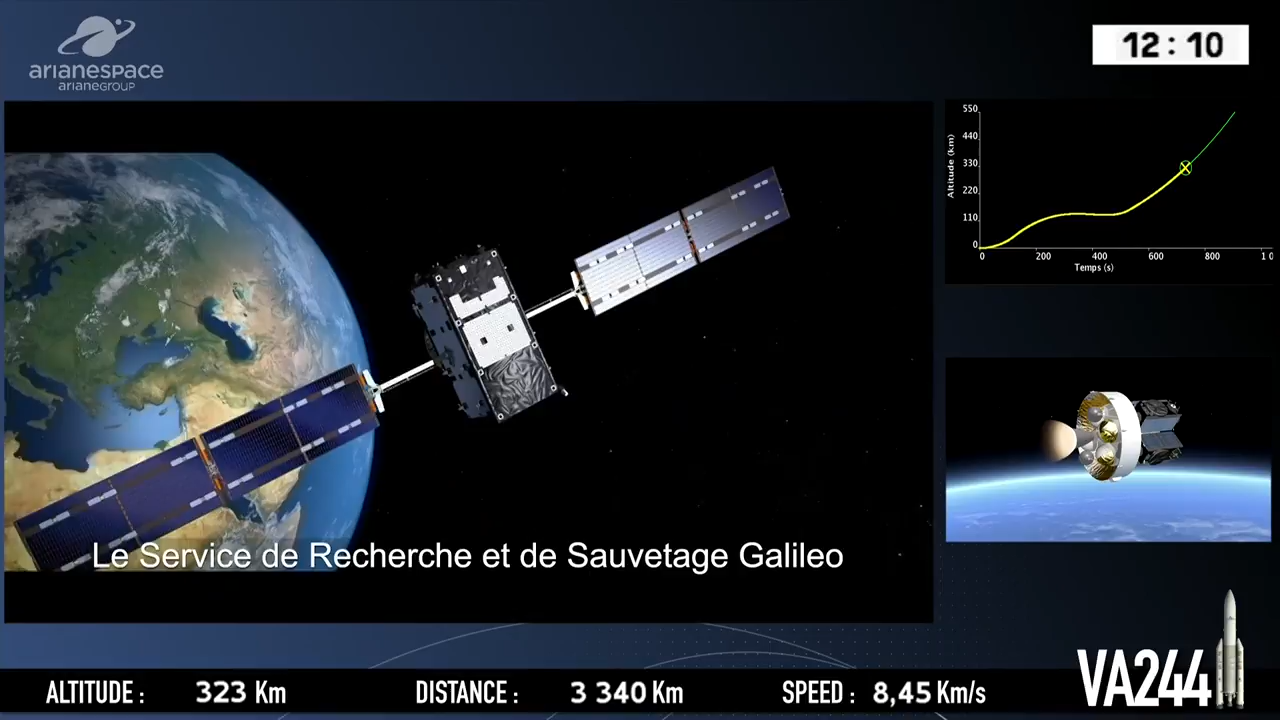 arianespace
arianeGROUP
12 : 10
550
440
330
220
110
0
Altitude (km)
0
200
400
600
800
1 0
Temps (s)
Le Service de Recherche et de Sauvetage Galileo
ALTITUDE : 323 Km
DISTANCE : 3 340 Km
SPEED : 8,45 Km/s
VA244